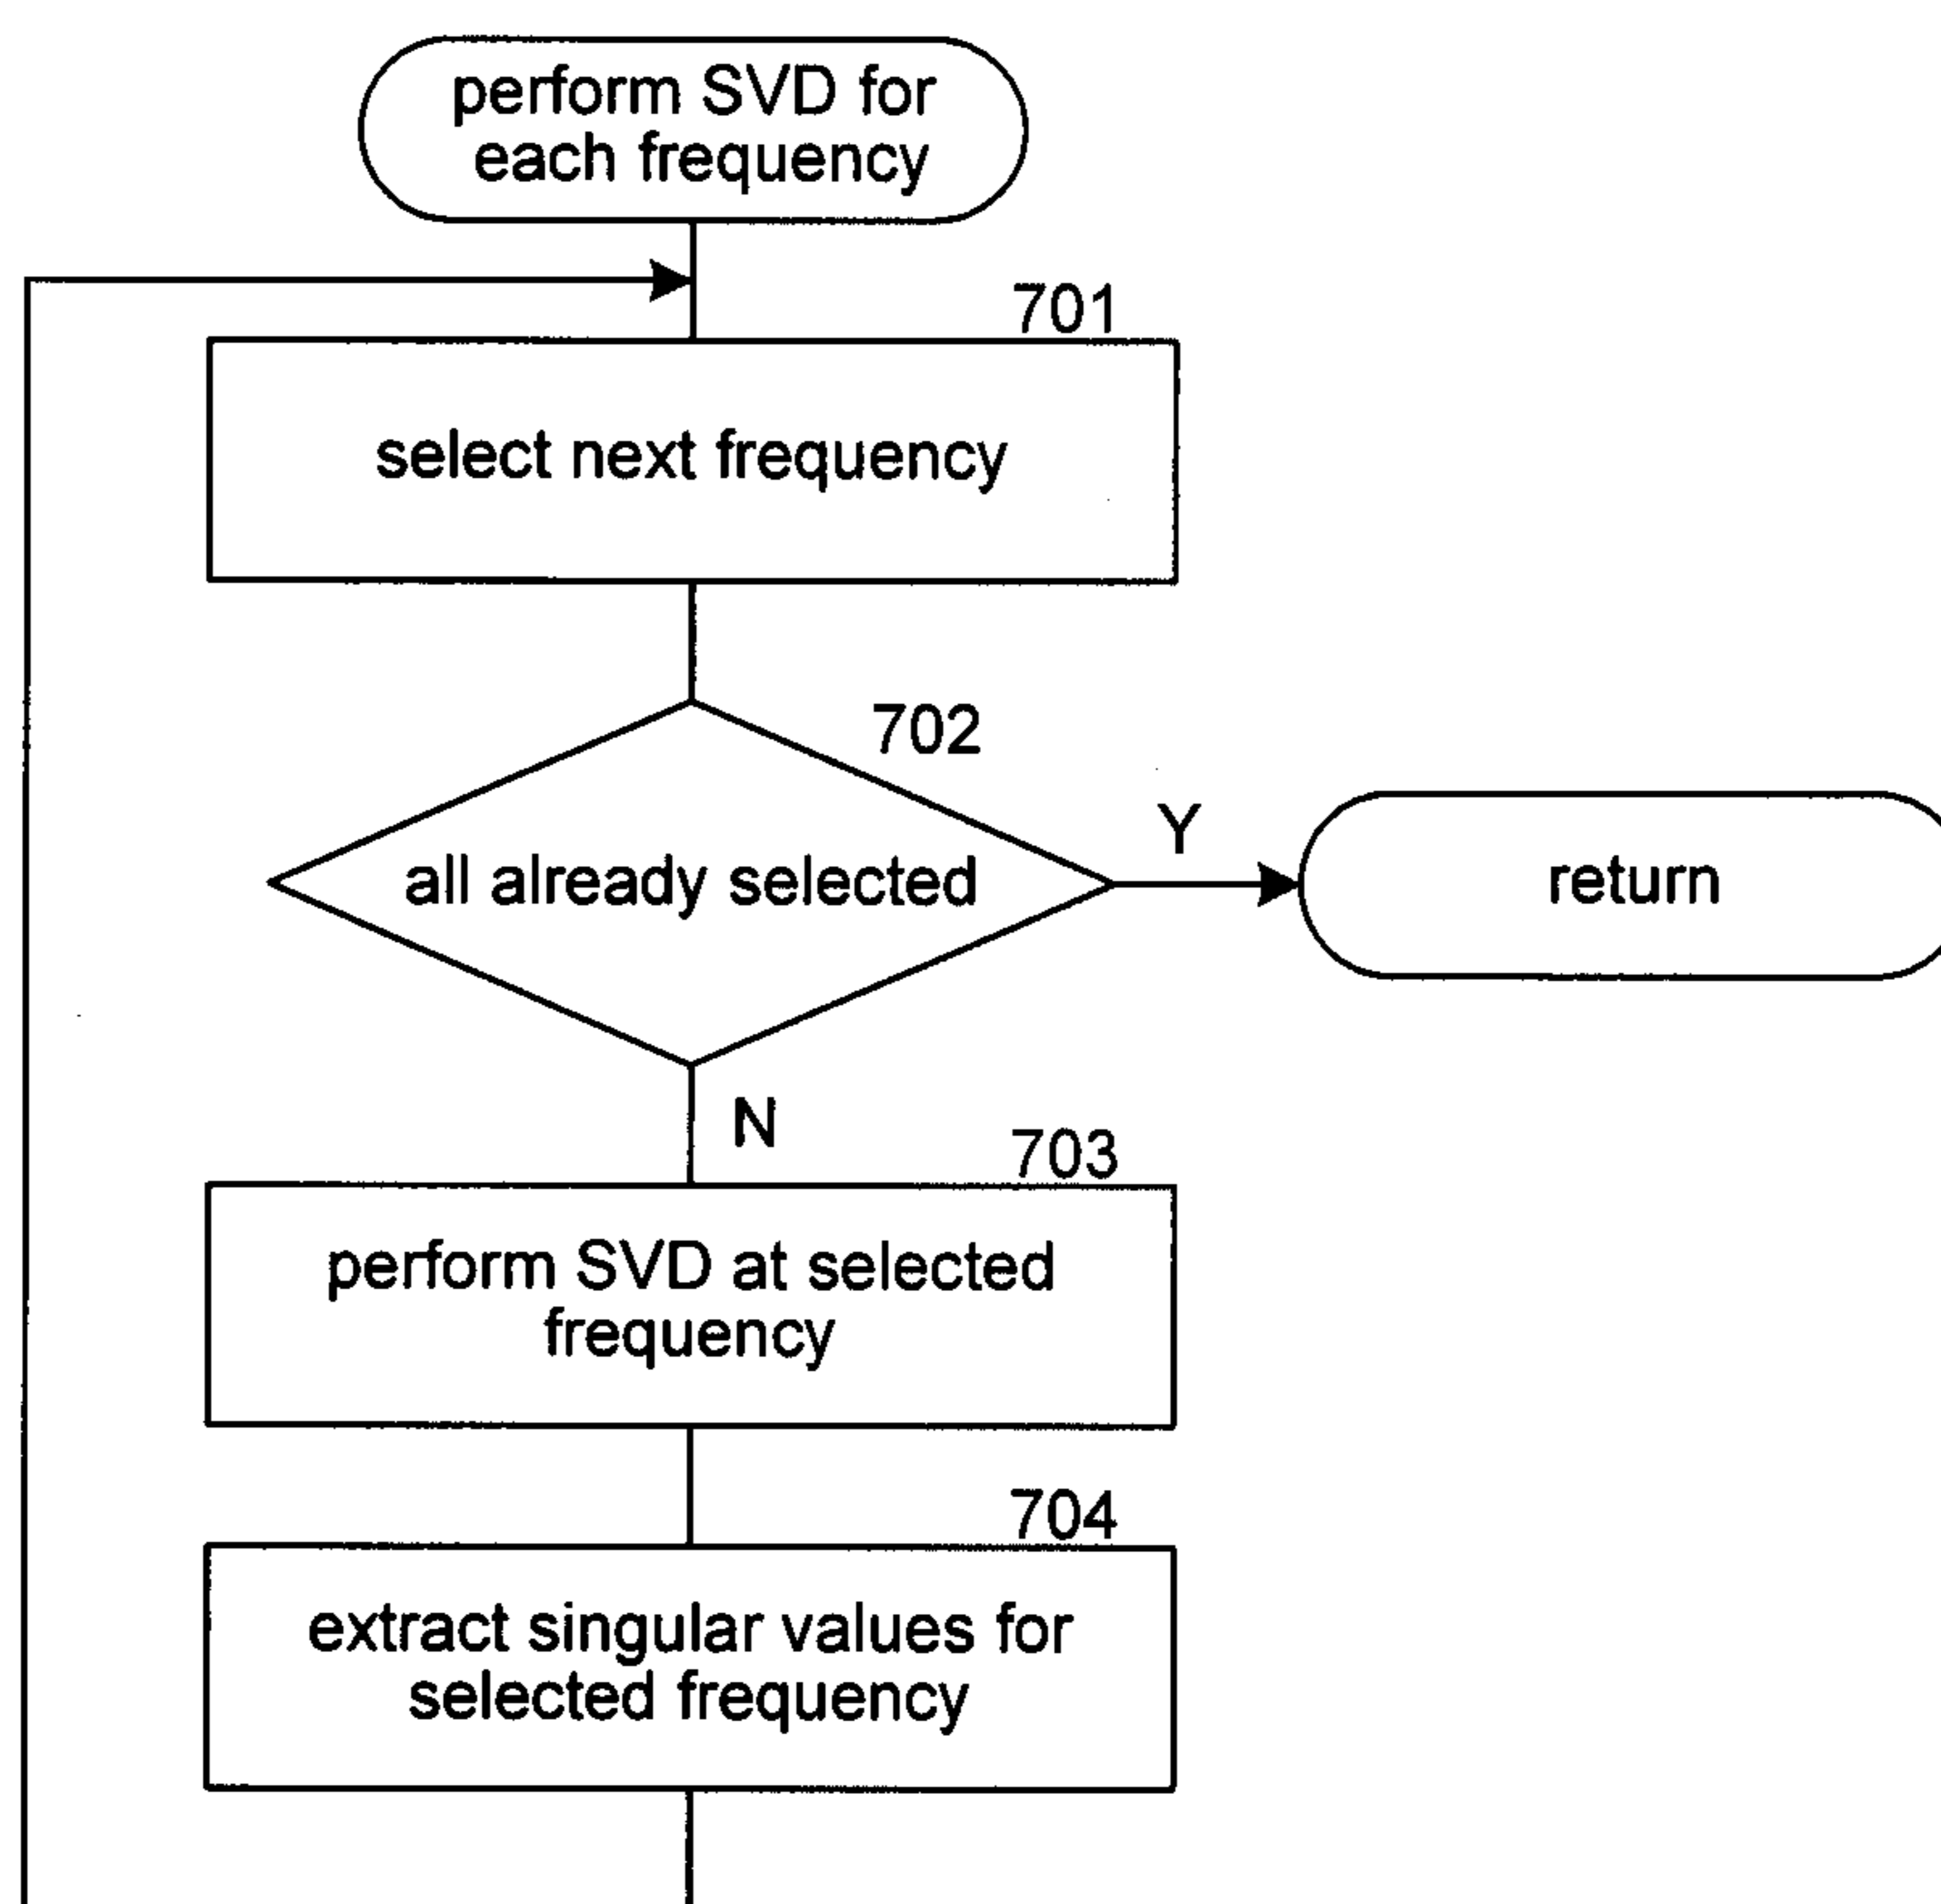 perform SVD for
each frequency
701
select next frequency
702
all already selected
Y
return
N
703
perform SVD at selected
frequency
704
extract singular values for
selected frequency